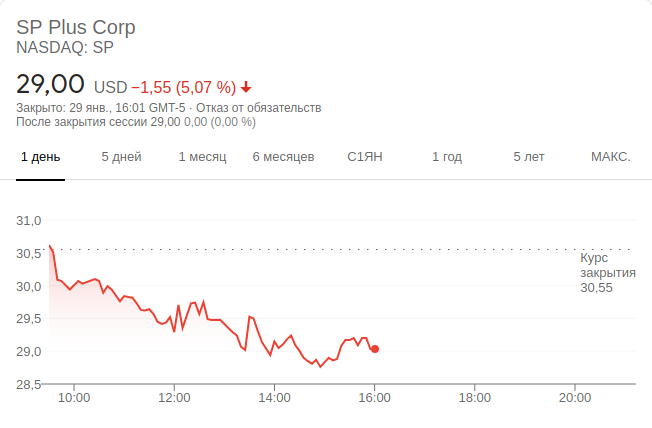 SP Plus Corp
NASDAQ: SP
29,00 USD −1,55 (5,07 %)
Закрыто: 29 янв., 16:01 GMT-5 · Отказ от обязательств
После закрытия сессии 29,00 0,00 (0,00 %)
1 день 5 дней 1 месяц 6 месяцев С1ЯН 1 год 5 лет МАКС.
31,0
30,5
Курс
закрытия
30,55
30,0
29,5
29,0
28,5
10:00 12:00 14:00 16:00 18:00 20:00